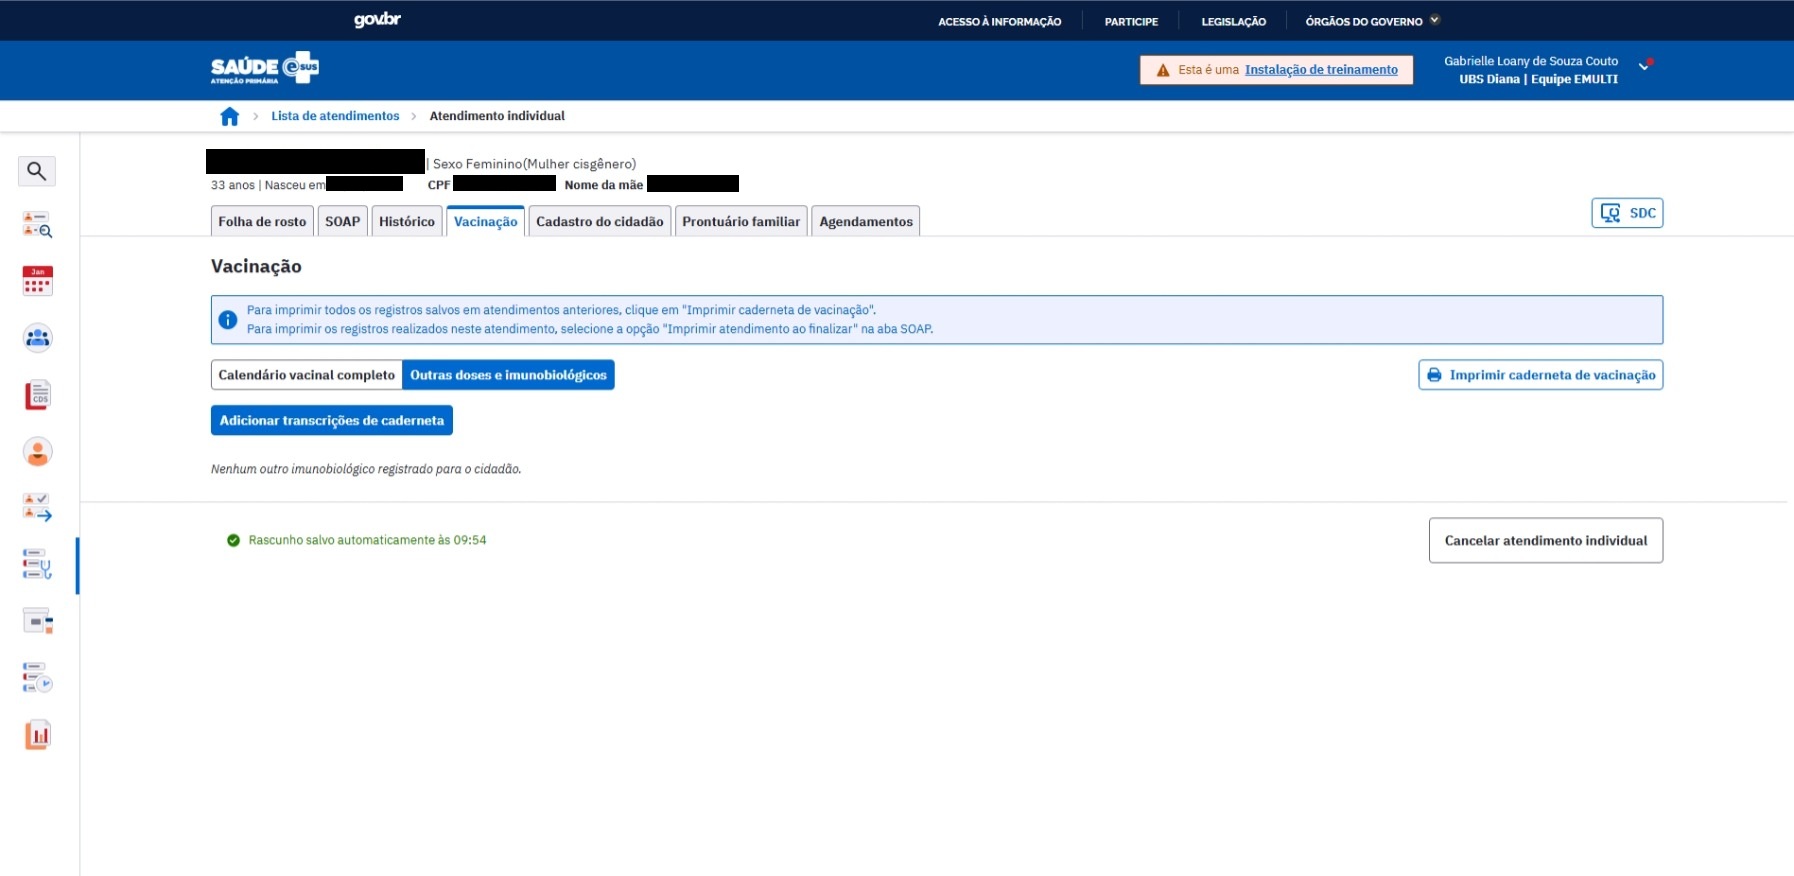 gov.br
ACESSO À INFORMAÇÃO
PARTICIPE
LEGISLAÇÃO
ÓRGÃOS DO GOVERNO
SAÚDE e SUS
ATENÇÃO PRIMÁRIA
Esta é uma Instalação de treinamento
Gabrielle Loany de Souza Couto
UBS Diana | Equipe EMULTI
Lista de atendimentos
Atendimento individual
| Sexo Feminino(Mulher cisgênero)
33 anos | Nasceu em CPF Nome da mãe
Folha de rosto
SOAP
Histórico
Vacinação
Cadastro do cidadão
Prontuário familiar
Agendamentos
SDC
Vacinação
Para imprimir todos os registros salvos em atendimentos anteriores, clique em "Imprimir caderneta de vacinação".
Para imprimir os registros realizados neste atendimento, selecione a opção "Imprimir atendimento ao finalizar" na aba SOAP.
Calendário vacinal completo
Outras doses e imunobiológicos
Imprimir caderneta de vacinação
Adicionar transcrições de caderneta
Nenhum outro imunobiológico registrado para o cidadão.
Rascunho salvo automaticamente às 09:54
Cancelar atendimento individual
Jan
CDS